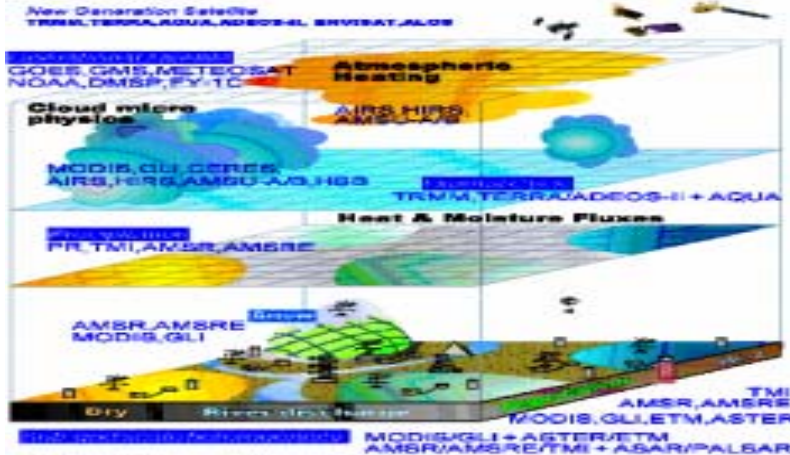 New Generation Satellite
TRMM,TERRA,AQUA,ADEOS-II, ENVISAT,ALOS
GOES,GMS,METEOSAT
NOAA,DMSP,FY-1C
Atmospheric
Heating
Cloud micro
physics
AIRS,HIRS,
AMSU-A/B
MODIS,GLI,CERES,
AIRS,HIRS,AMSU-A/B,HSB
TRMM,TERRA/ADEOS-II + AQUA
Heat & Moisture Fluxes
PR,TMI,AMSR,AMSRE
Snow
AMSR,AMSRE
MODIS,GLI
TMI
AMSR,AMSRE
MODIS,GLI,ETM,ASTER
Dry
River discharge
MODIS/GLI + ASTER/ETM
AMSR/AMSRE/TMI + ASAR/PALSAR